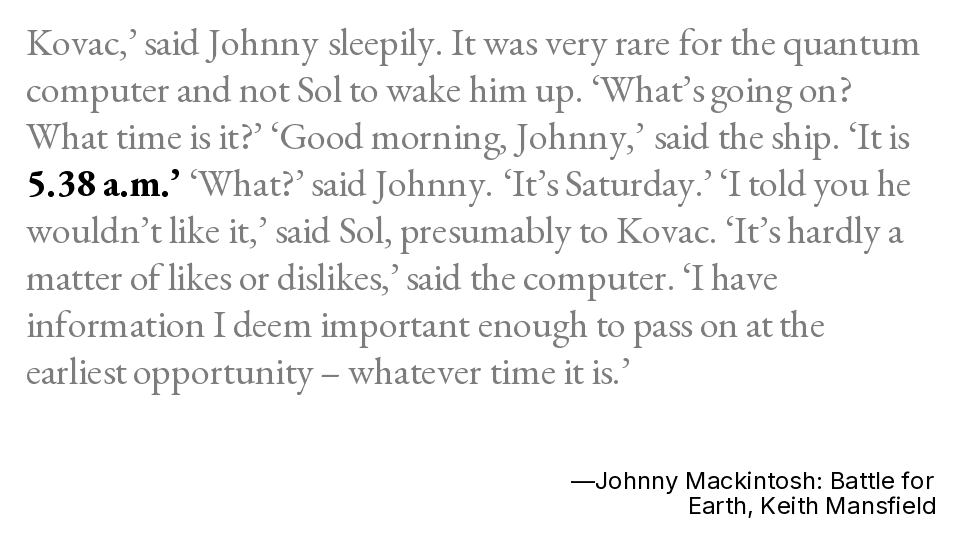 Kovac,’ said Johnny sleepily. It was very rare for the quantum
computer and not Sol to wake him up. ‘What’s going on?
What time is it?’ ‘Good morning, Johnny,’ said the ship. ‘It is
5.38 a.m.’ ‘What?’ said Johnny. ‘It’s Saturday.’ ‘I told you he
wouldn’t like it,’ said Sol, presumably to Kovac. ‘It’s hardly a
matter of likes or dislikes,’ said the computer. ‘I have
information I deem important enough to pass on at the
earliest opportunity – whatever time it is.’
—Johnny Mackintosh: Battle for
Earth, Keith Mansfield